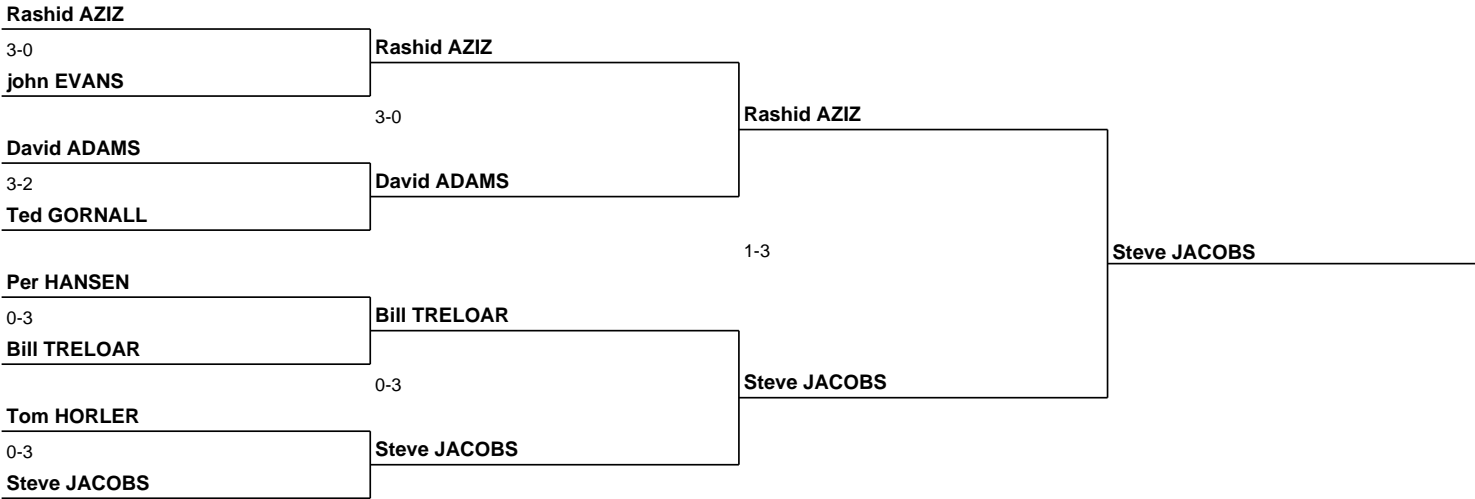 Rashid AZIZ
3-0
john EVANS
David ADAMS
3-2
Ted GORNALL
Per HANSEN
0-3
Bill TRELOAR
Tom HORLER
0-3
Steve JACOBS
Rashid AZIZ
3-0
David ADAMS
Bill TRELOAR
0-3
Steve JACOBS
Rashid AZIZ
1-3
Steve JACOBS
Steve JACOBS